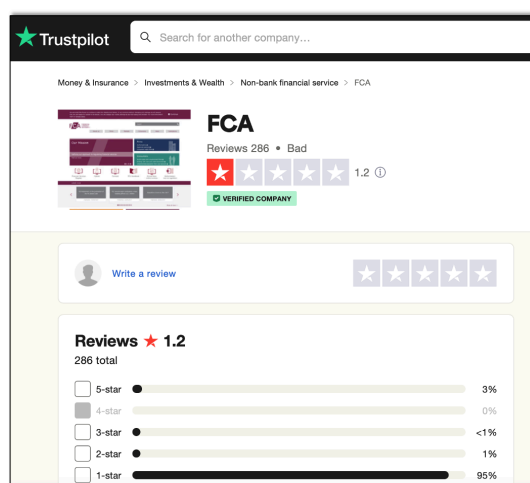 Trustpilot
Search for another company...
Money & Insurance > Investments & Wealth > Non-bank financial service > FCA
FCA
Reviews 286 • Bad
1.2
VERIFIED COMPANY
Write a review
Reviews ★ 1.2
286 total
5-star 3%
4-star 0%
3-star <1%
2-star 1%
1-star 95%